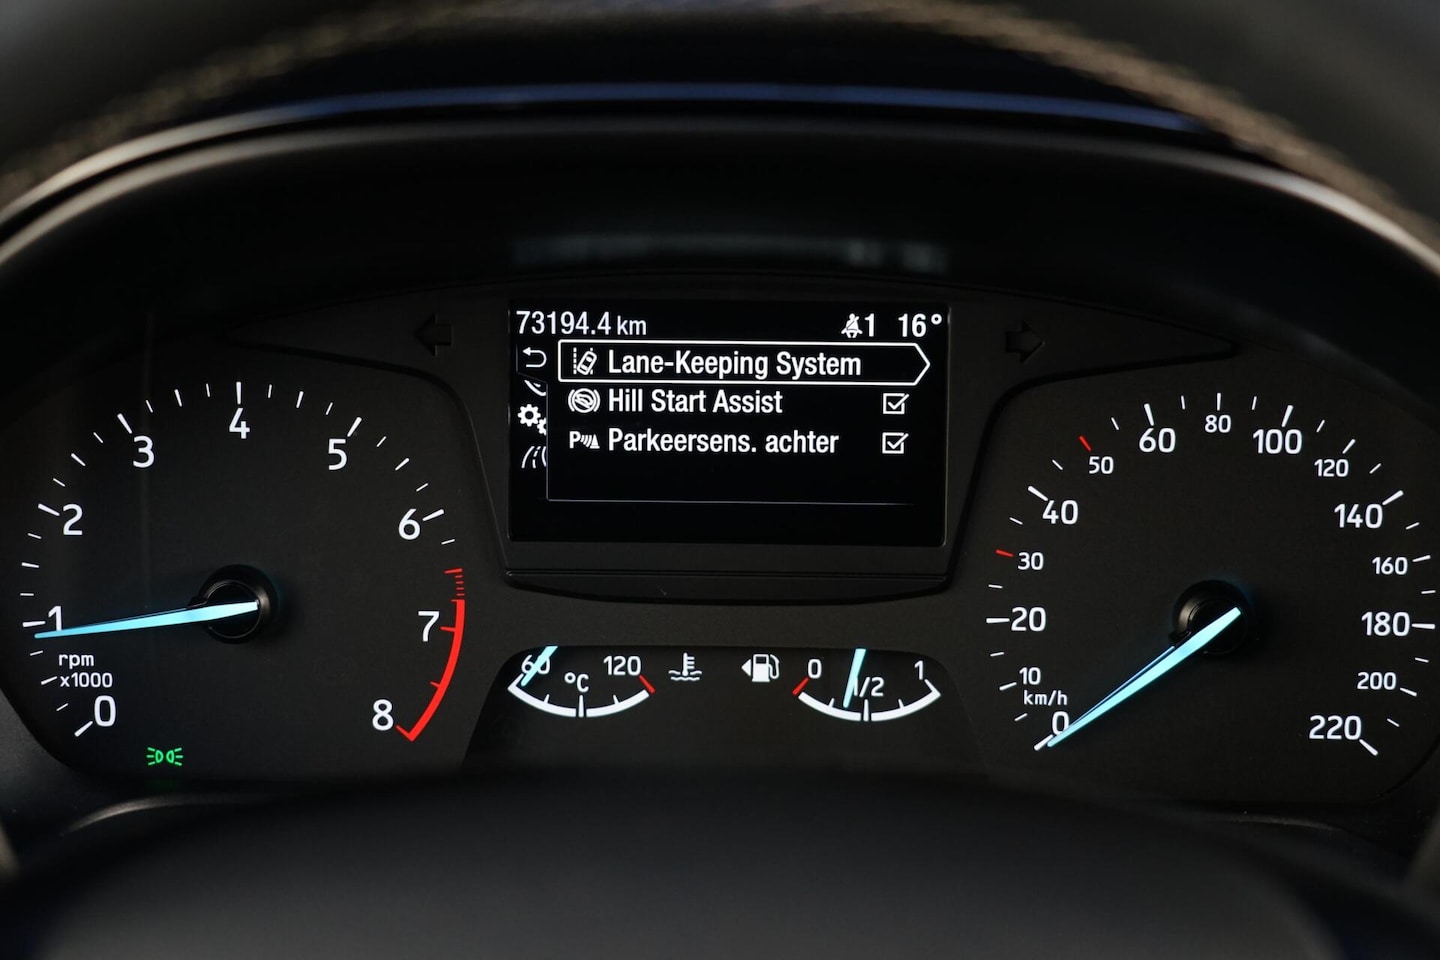 73194.4 km 1 16°
Lane-Keeping System
Hill Start Assist
P Parkeersens. achter
0
1
2
3
4
5
6
7
8
rpm
x1000
60 °C 120
0 1/2 1
0
10
20
30
40
50
60
80
100
120
140
160
180
200
220
km/h